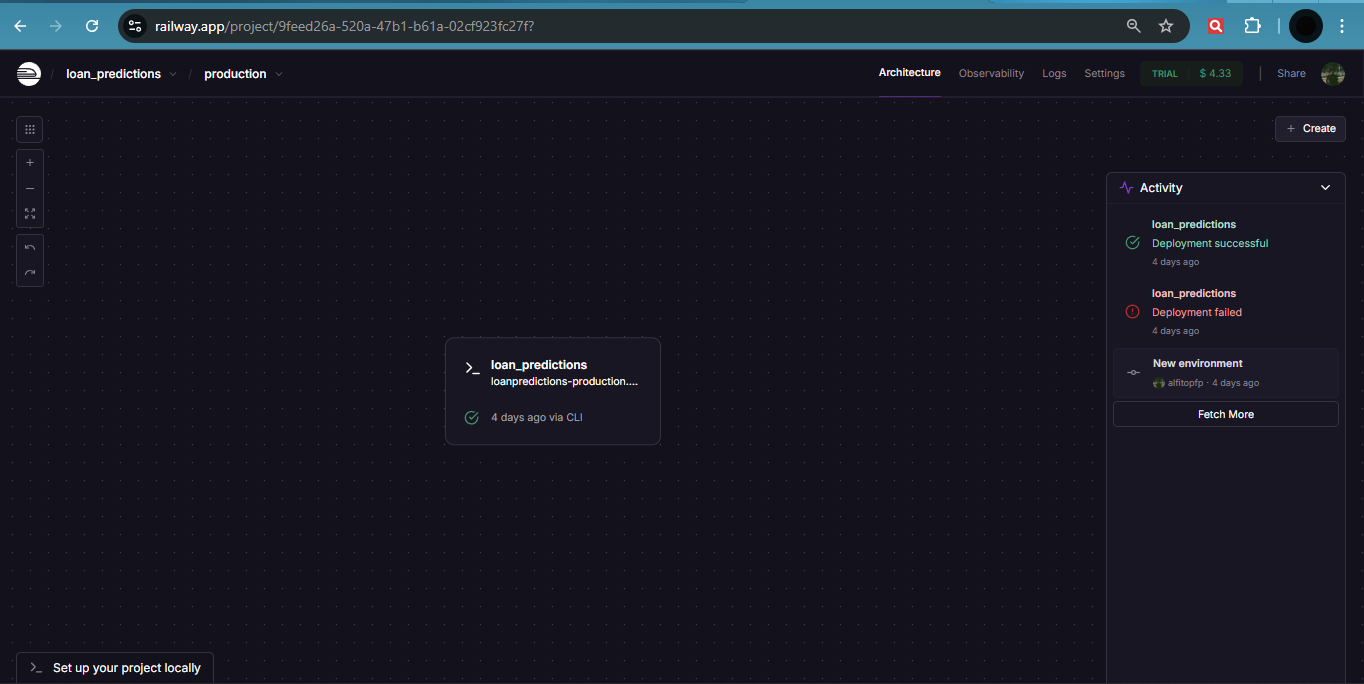 railway.app/project/9feed26a-520a-47b1-b61a-02cf923fc27f?
/ loan_predictions / production
Architecture Observability Logs Settings TRIAL $ 4.33 | Share
+ Create
Activity
loan_predictions
Deployment successful
4 days ago
loan_predictions
Deployment failed
4 days ago
New environment
alfitopfp · 4 days ago
Fetch More
loan_predictions
loanpredictions-production....
4 days ago via CLI
Set up your project locally